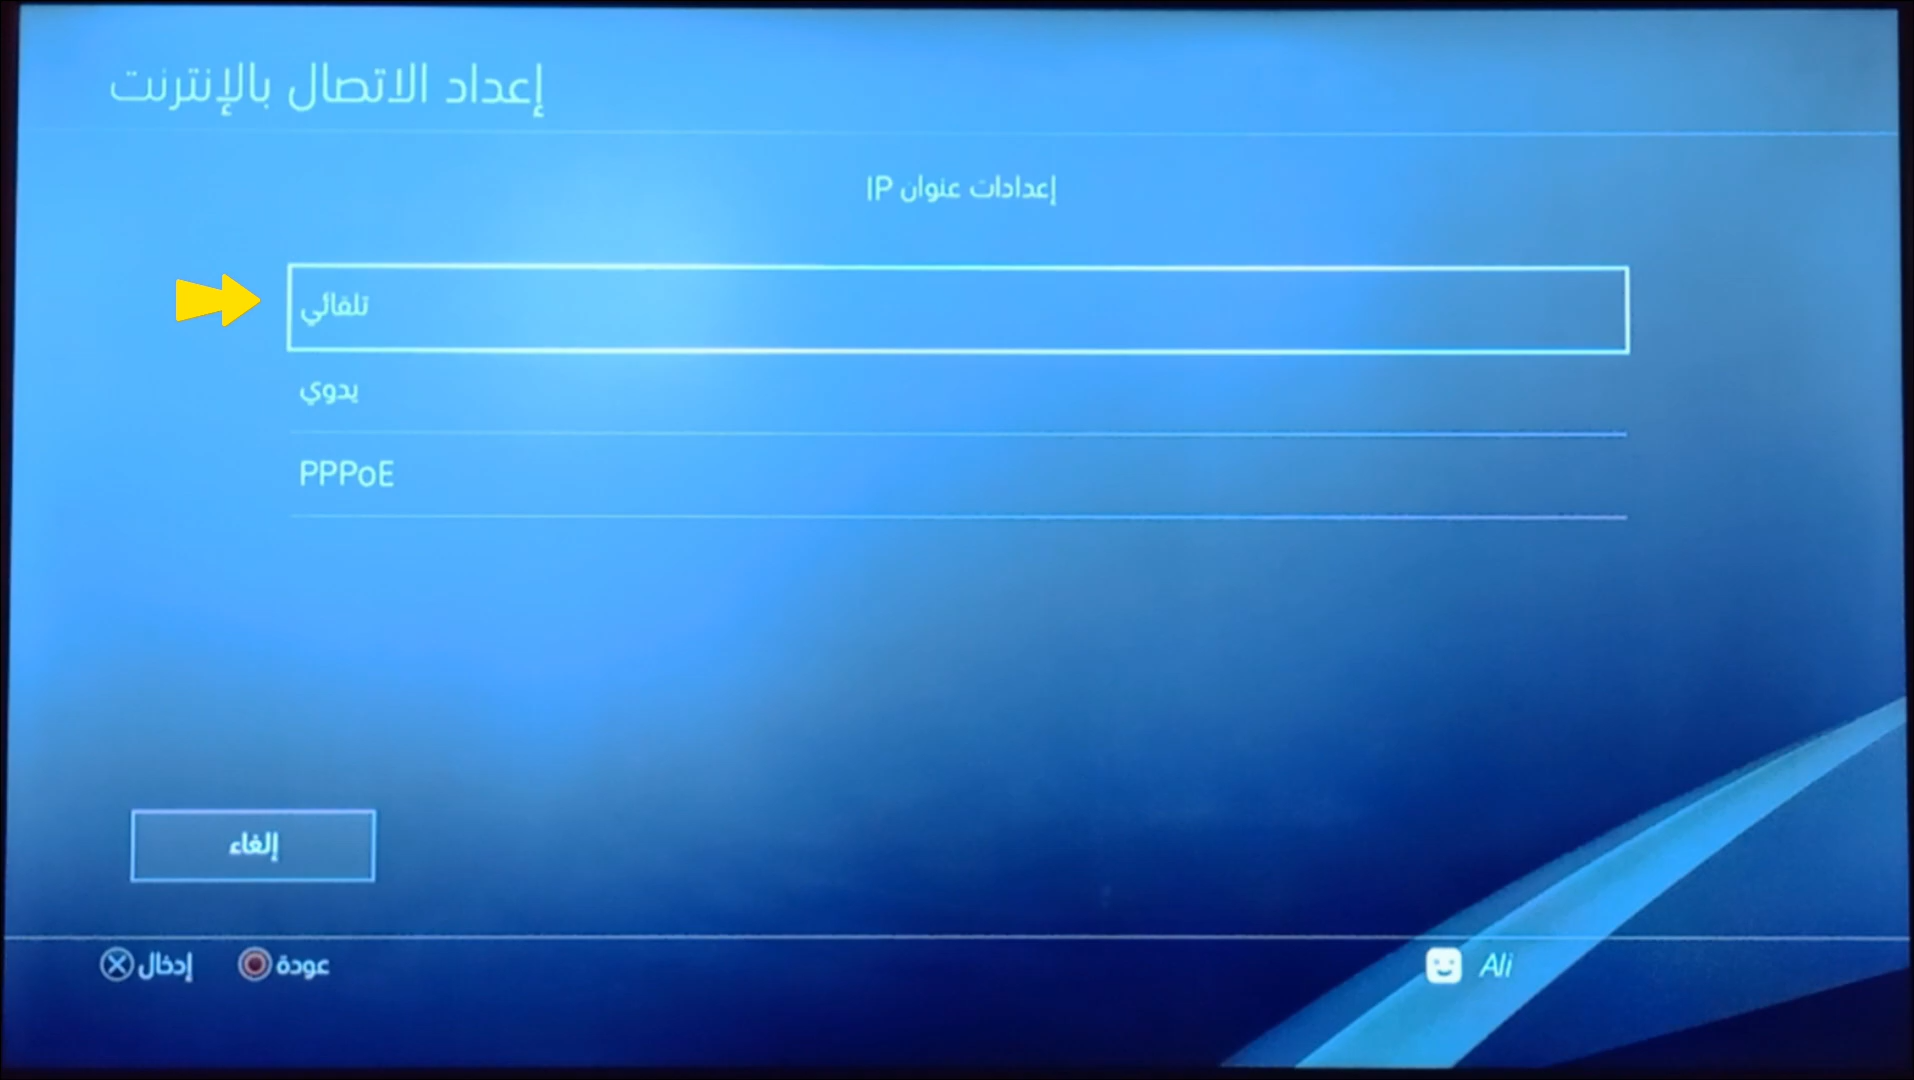 إعداد الاتصال بالإنترنت
إعدادات عنوان IP
تلقائي
يدوي
PPPoE
إلغاء
إدخال
عودة
Ali